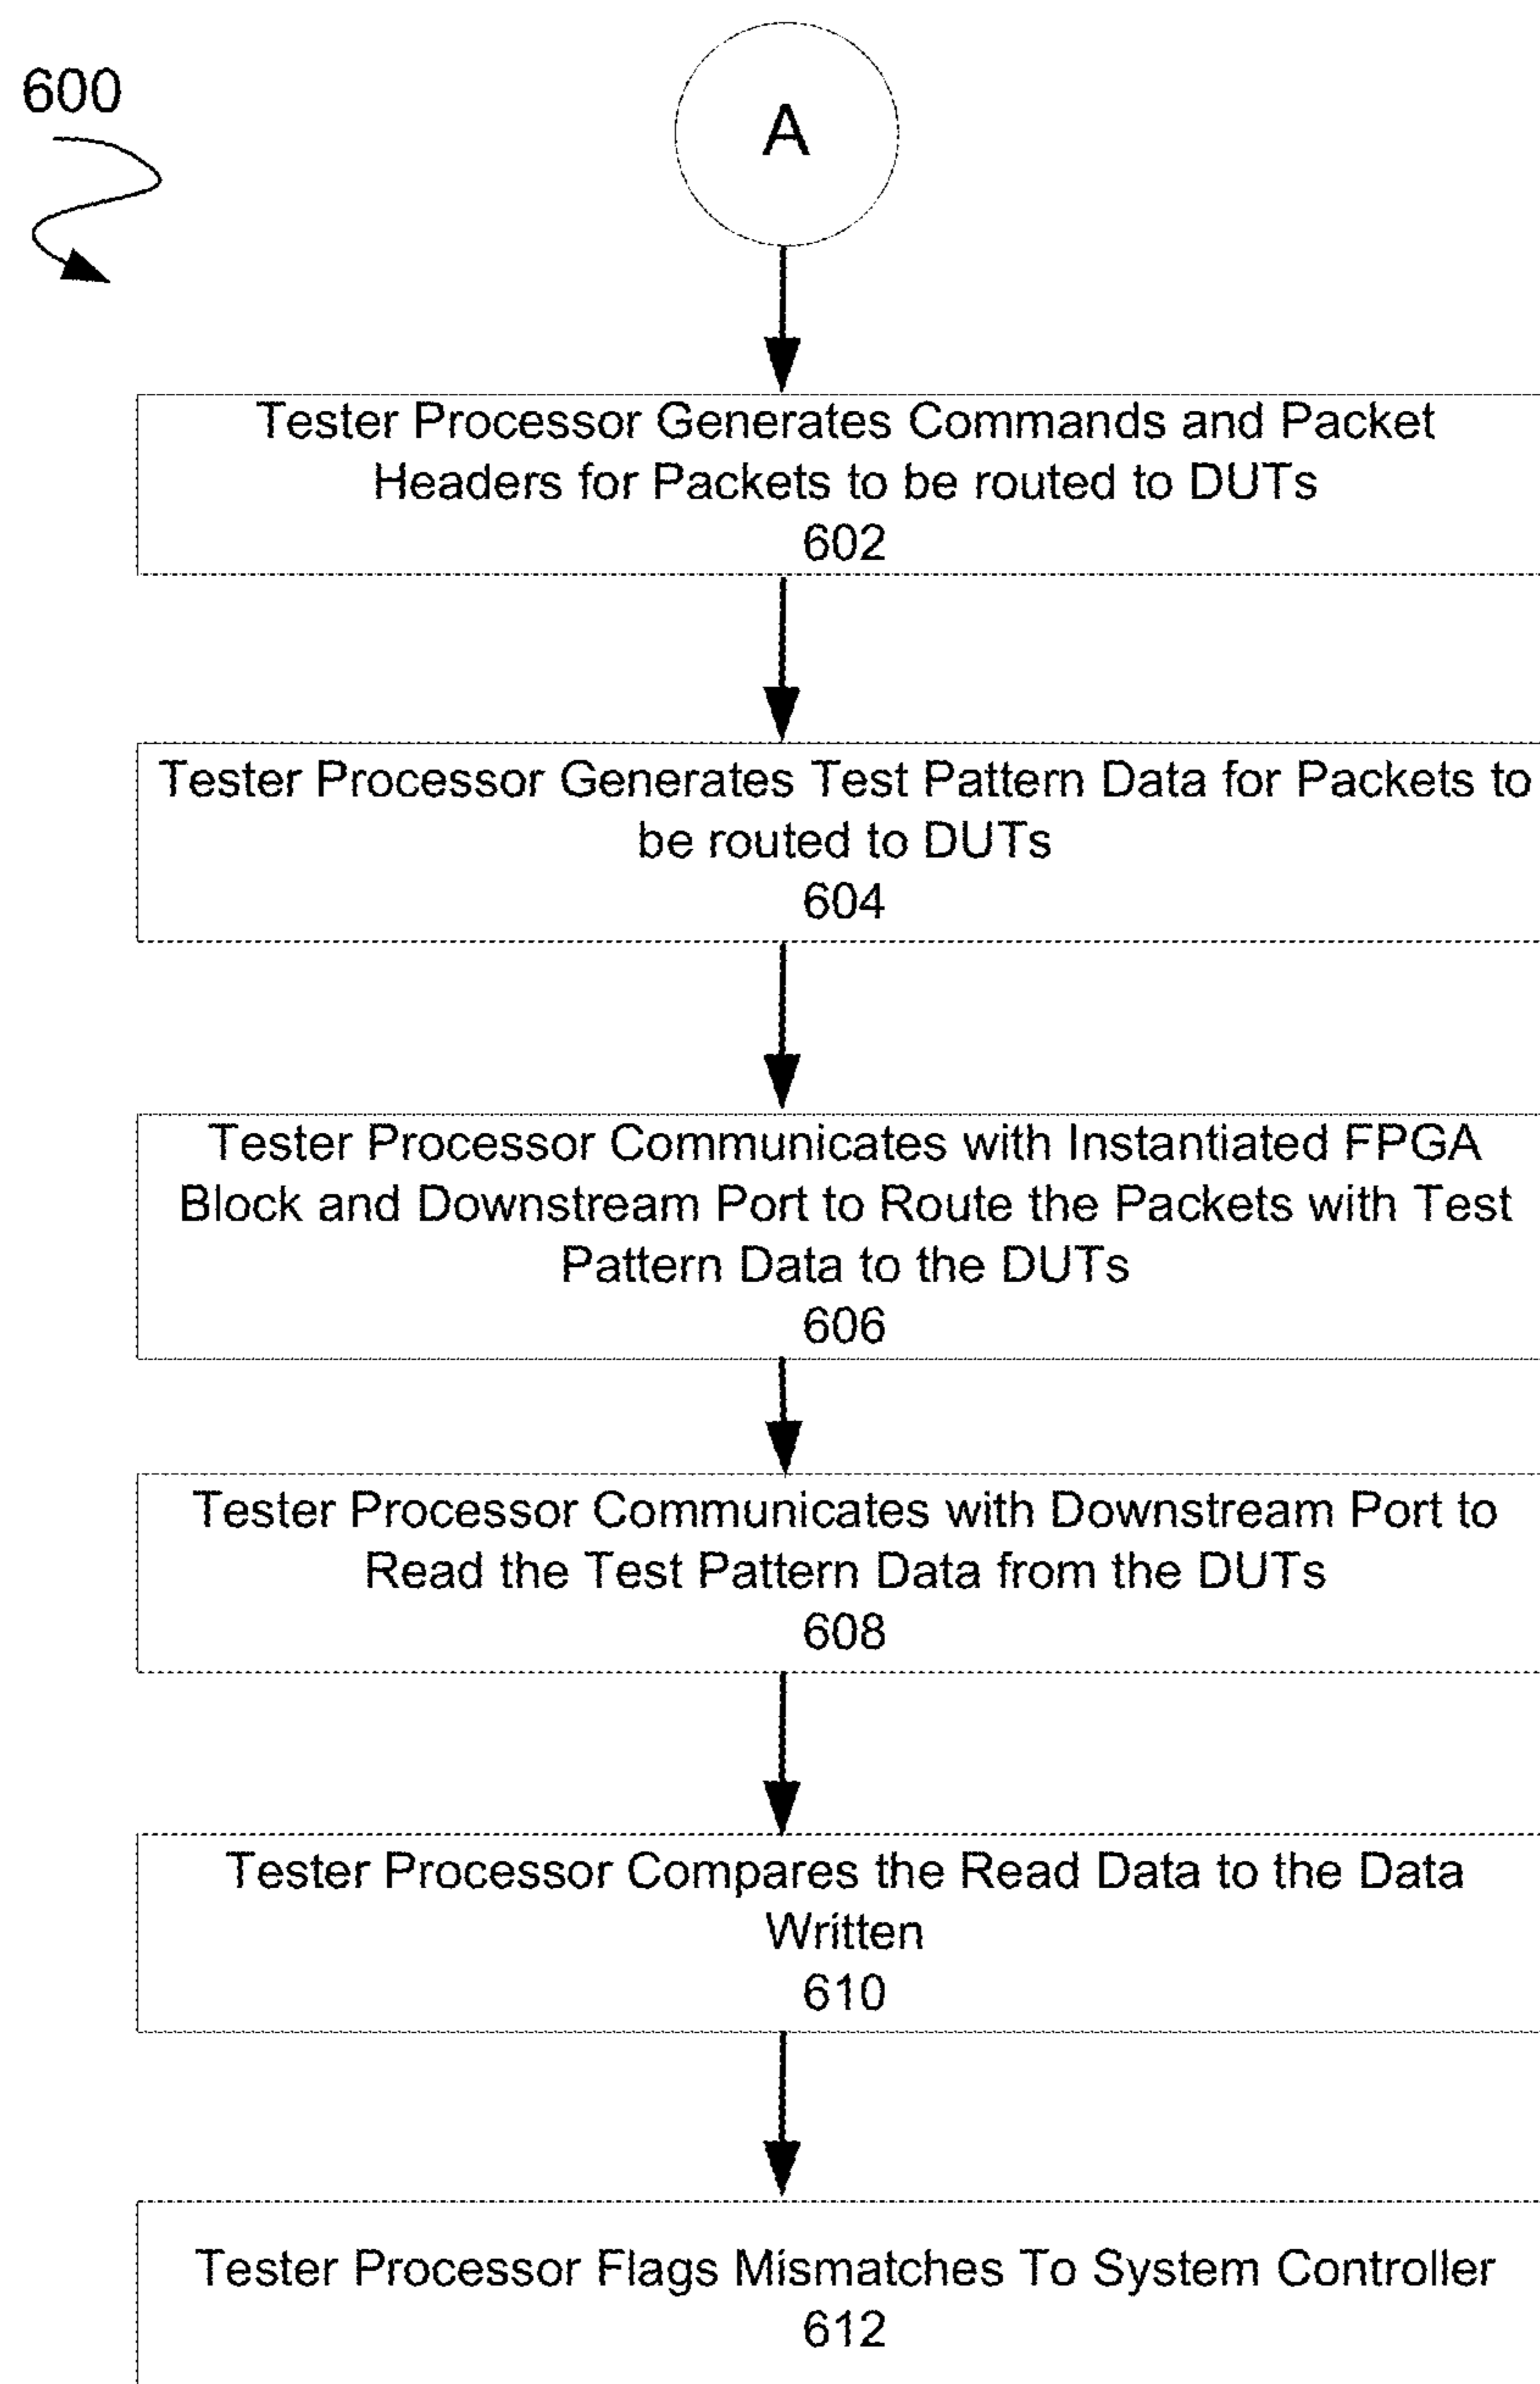 600
A
Tester Processor Generates Commands and Packet
Headers for Packets to be routed to DUTs
602
Tester Processor Generates Test Pattern Data for Packets to
be routed to DUTs
604
Tester Processor Communicates with Instantiated FPGA
Block and Downstream Port to Route the Packets with Test
Pattern Data to the DUTs
606
Tester Processor Communicates with Downstream Port to
Read the Test Pattern Data from the DUTs
608
Tester Processor Compares the Read Data to the Data
Written
610
Tester Processor Flags Mismatches To System Controller
612